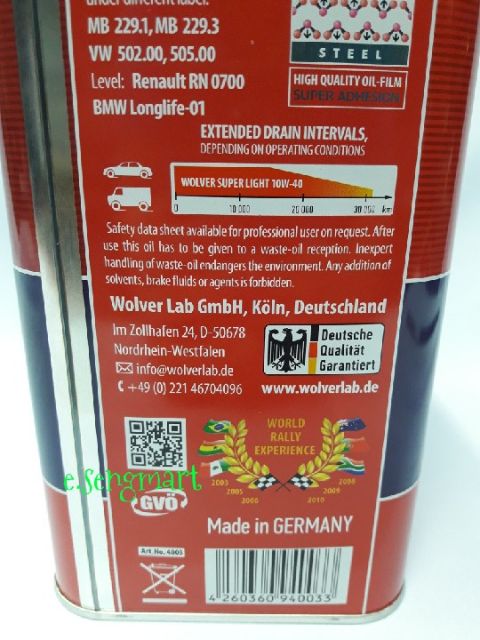 under different label:
MB 229.1, MB 229.3
VW 502.00, 505.00
Level: Renault RN 0700
BMW Longlife-01
STEEL
HIGH QUALITY OIL-FILM
SUPER ADHESION
EXTENDED DRAIN INTERVALS,
DEPENDING ON OPERATING CONDITIONS
WOLVER SUPER LIGHT 10W-40
0 10 000 20 000 30 000 km
Safety data sheet available for professional user on request. After
use this oil has to be given to a waste-oil reception. Inexpert
handling of waste-oil endangers the environment. Any addition of
solvents, brake fluids or agents is forbidden.
Wolver Lab GmbH, Köln, Deutschland
Im Zollhafen 24, D-50678
Nordrhein-Westfalen
info@wolverlab.de
+49 (0) 221 46704096
Deutsche
Qualität
Garantiert
www.wolverlab.de
WORLD
RALLY
EXPERIENCE
2005
2006
2008
2009
2010
e.sengmart
GVÖ
Made in GERMANY
Art. No. 4803
4 260360 940033